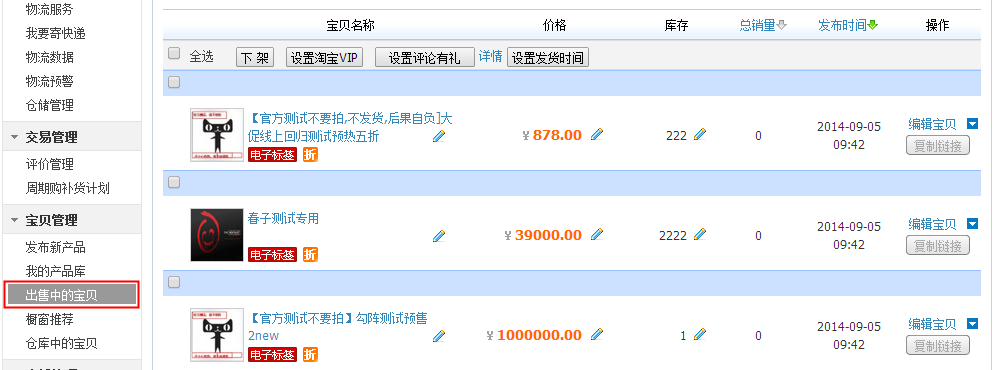 物流服务
我要寄快递
物流数据
物流预警
仓储管理
交易管理
评价管理
周期购补货计划
宝贝管理
发布新产品
我的产品库
出售中的宝贝
橱窗推荐
仓库中的宝贝
宝贝名称 价格 库存 总销量 发布时间 操作
全选 下 架 设置淘宝VIP 设置评论有礼 详情 设置发货时间
【官方测试不要拍,不发货,后果自负]大
促线上回归测试预热五折
电子标签 折
¥ 878.00 222 0 2014-09-05
09:42
编辑宝贝
复制链接
春子测试专用
电子标签 折
¥ 39000.00 2222 0 2014-09-05
09:42
编辑宝贝
复制链接
【官方测试不要拍】勾阵测试预售
2new
电子标签 折
¥ 1000000.00 1 0 2014-09-05
09:42
编辑宝贝
复制链接